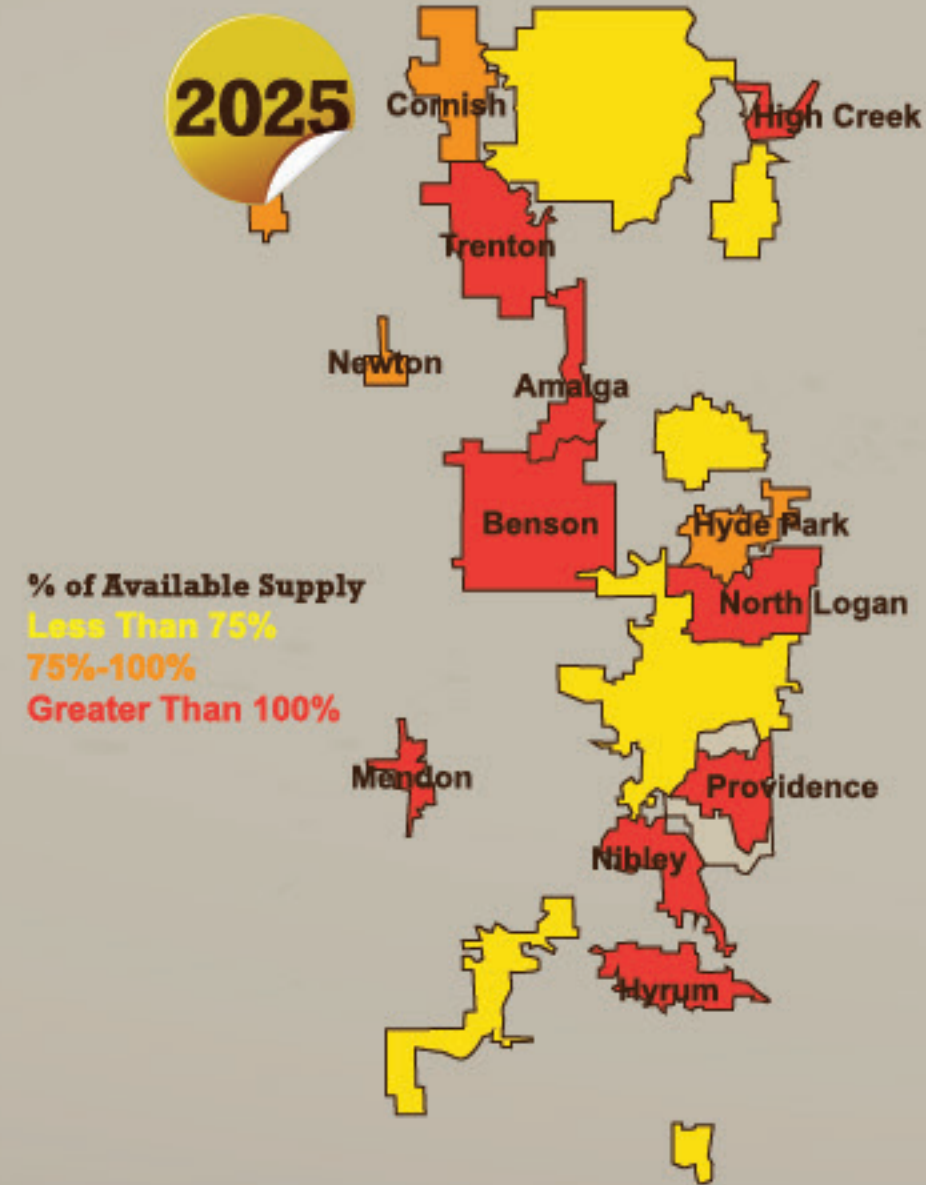 2025
Cornish
High Creek
Trenton
Newton
Amalga
Benson
Hyde Park
% of Available Supply
Less Than 75%
75%-100%
Greater Than 100%
North Logan
Mendon
Providence
Nibley
Hyrum